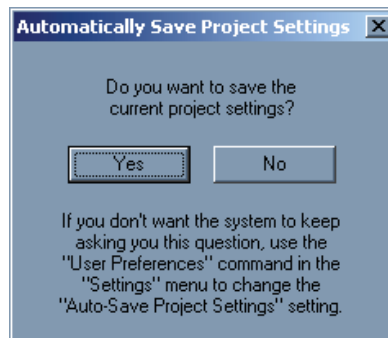 Automatically Save Project Settings
Do you want to save the
current project settings?
Yes
No
If you don't want the system to keep
asking you this question, use the
"User Preferences" command in the
"Settings" menu to change the
"Auto-Save Project Settings" setting.